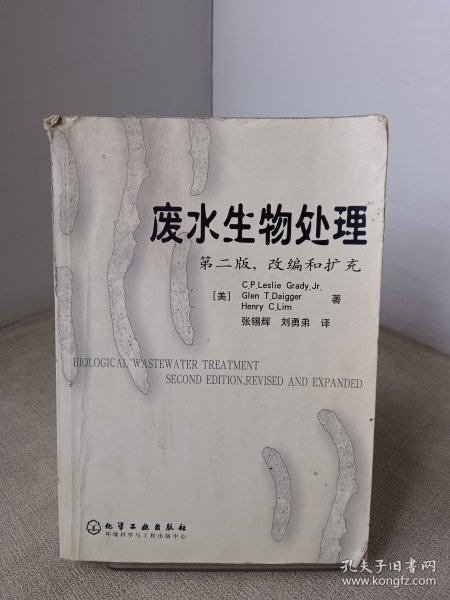 废水生物处理
第二版，改编和扩充
C.P.Leslie Grady,Jr.
[美] Glen T.Daigger 著
Henry C.Lim
张锡辉 刘勇弟 译
BIOLOGICAL WASTEWATER TREATMENT
SECOND EDITION,REVISED AND EXPANDED
化学工业出版社
环境科学与工程出版中心
孔夫子旧书网
www.kongfz.com